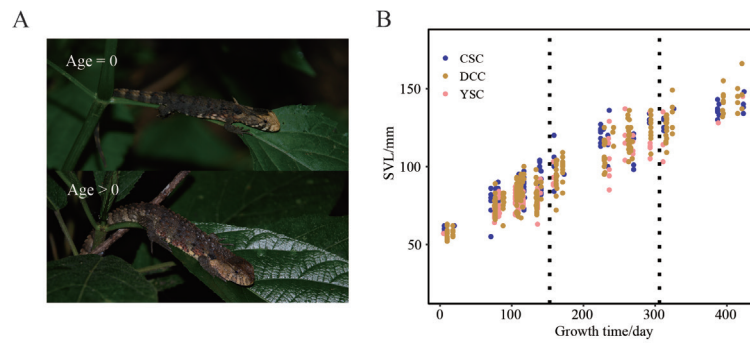 A
Age = 0
Age > 0
B
CSC
DCC
YSC
SVL/mm
150
100
50
0
100
200
300
400
Growth time/day